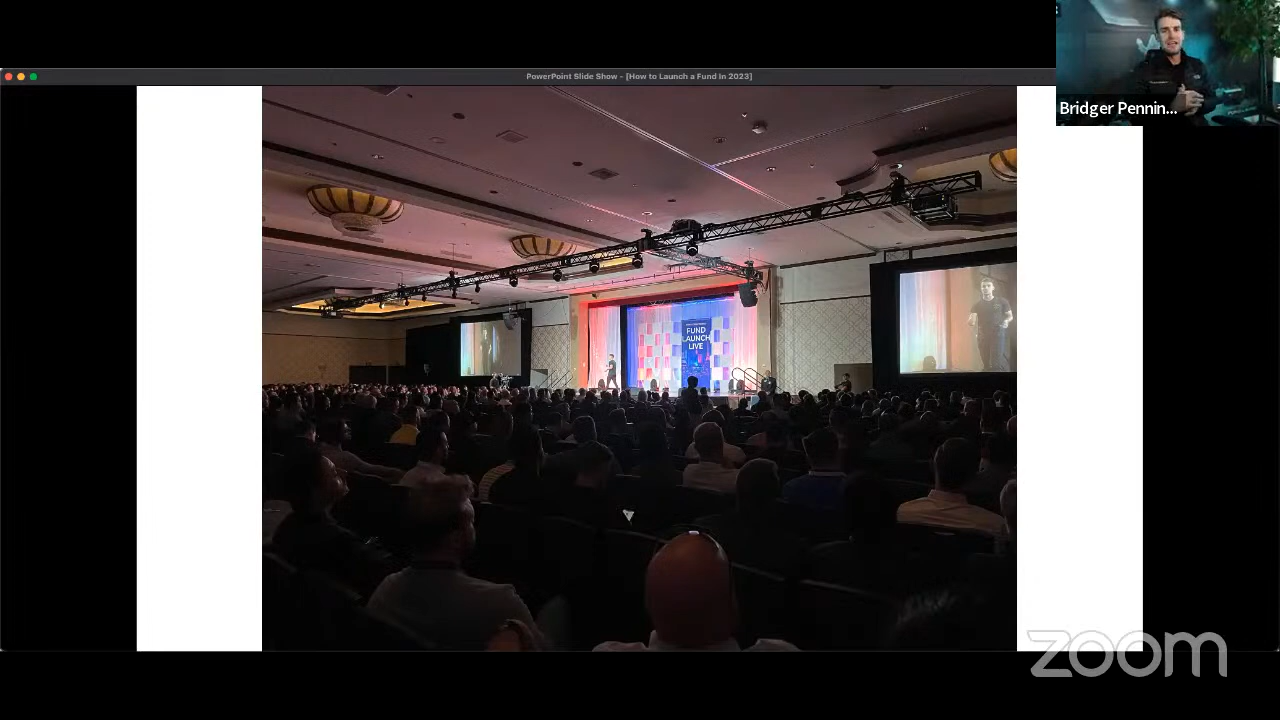 PowerPoint Slide Show - [How to Launch a Fund In 2023]
Bridger Pennin...
FUND
LAUNCH
LIVE
zoom